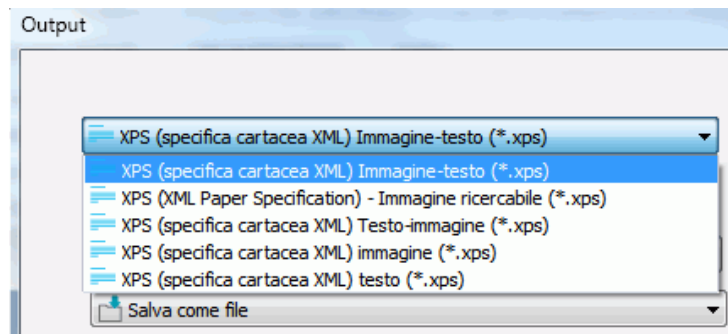 Output
XPS (specifica cartacea XML) Immagine-testo (*.xps)
XPS (specifica cartacea XML) Immagine-testo (*.xps)
XPS (XML Paper Specification) - Immagine ricercabile (*.xps)
XPS (specifica cartacea XML) Testo-immagine (*.xps)
XPS (specifica cartacea XML) immagine (*.xps)
XPS (specifica cartacea XML) testo (*.xps)
Salva come file